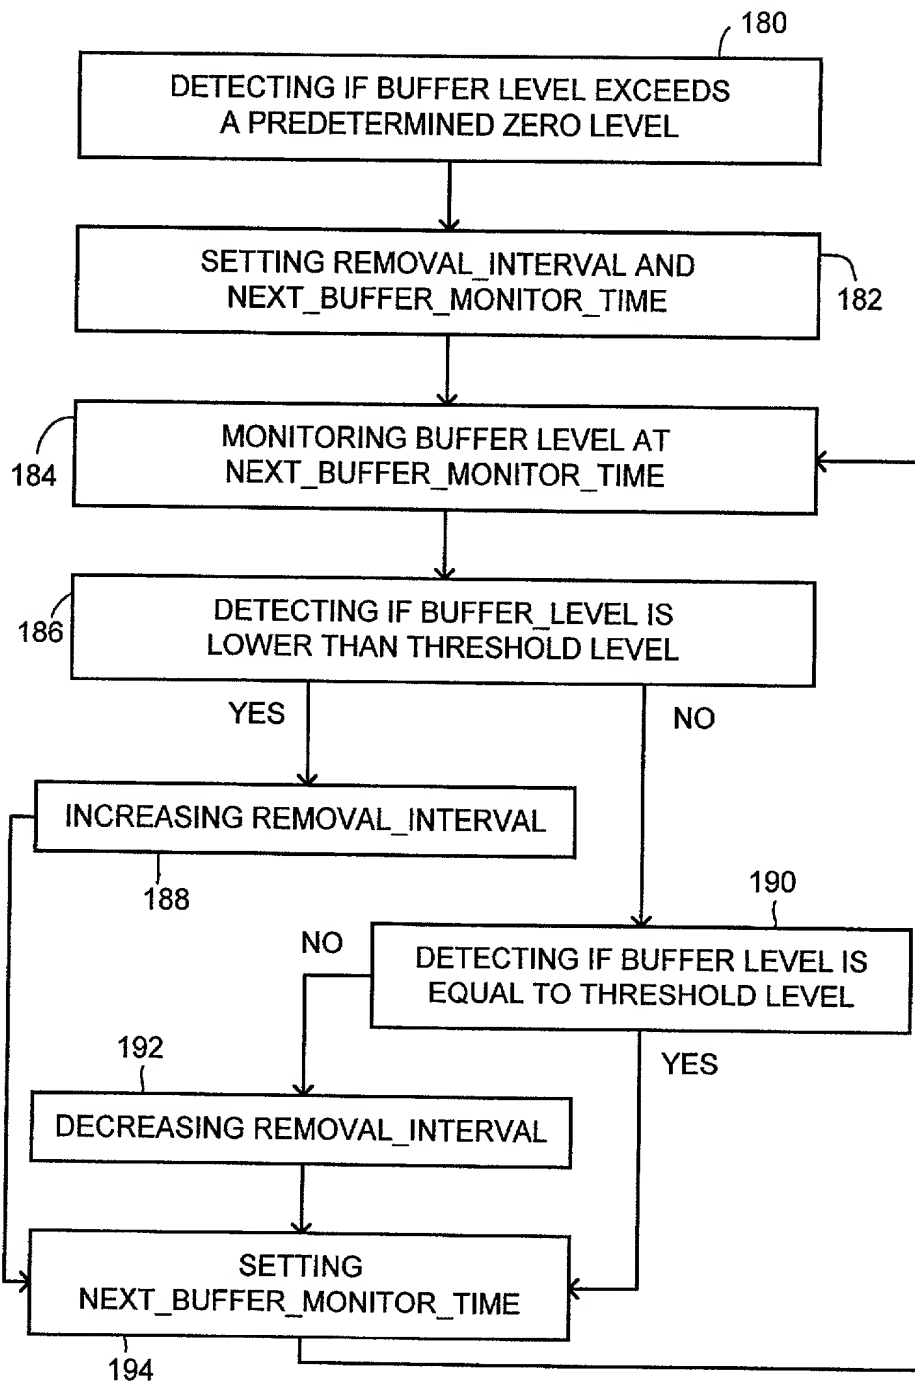 180
DETECTING IF BUFFER LEVEL EXCEEDS
A PREDETERMINED ZERO LEVEL
SETTING REMOVAL_INTERVAL AND
NEXT_BUFFER_MONITOR_TIME
182
MONITORING BUFFER LEVEL AT
NEXT_BUFFER_MONITOR_TIME
184
DETECTING IF BUFFER_LEVEL IS
LOWER THAN THRESHOLD LEVEL
186
YES
NO
INCREASING REMOVAL_INTERVAL
188
190
NO
DETECTING IF BUFFER LEVEL IS
EQUAL TO THRESHOLD LEVEL
192
YES
DECREASING REMOVAL_INTERVAL
SETTING
NEXT_BUFFER_MONITOR_TIME
194